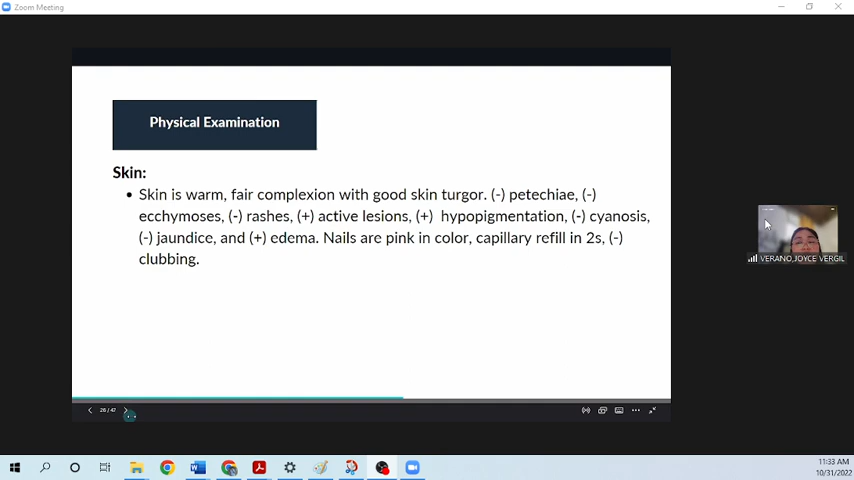 Zoom Meeting
Physical Examination
Skin:
• Skin is warm, fair complexion with good skin turgor. (-) petechiae, (-)
ecchymoses, (-) rashes, (+) active lesions, (+) hypopigmentation, (-) cyanosis,
(-) jaundice, and (+) edema. Nails are pink in color, capillary refill in 2s, (-)
clubbing.
VERANO,JOYCE VERGIL
26 / 47
11:33 AM
10/31/2022